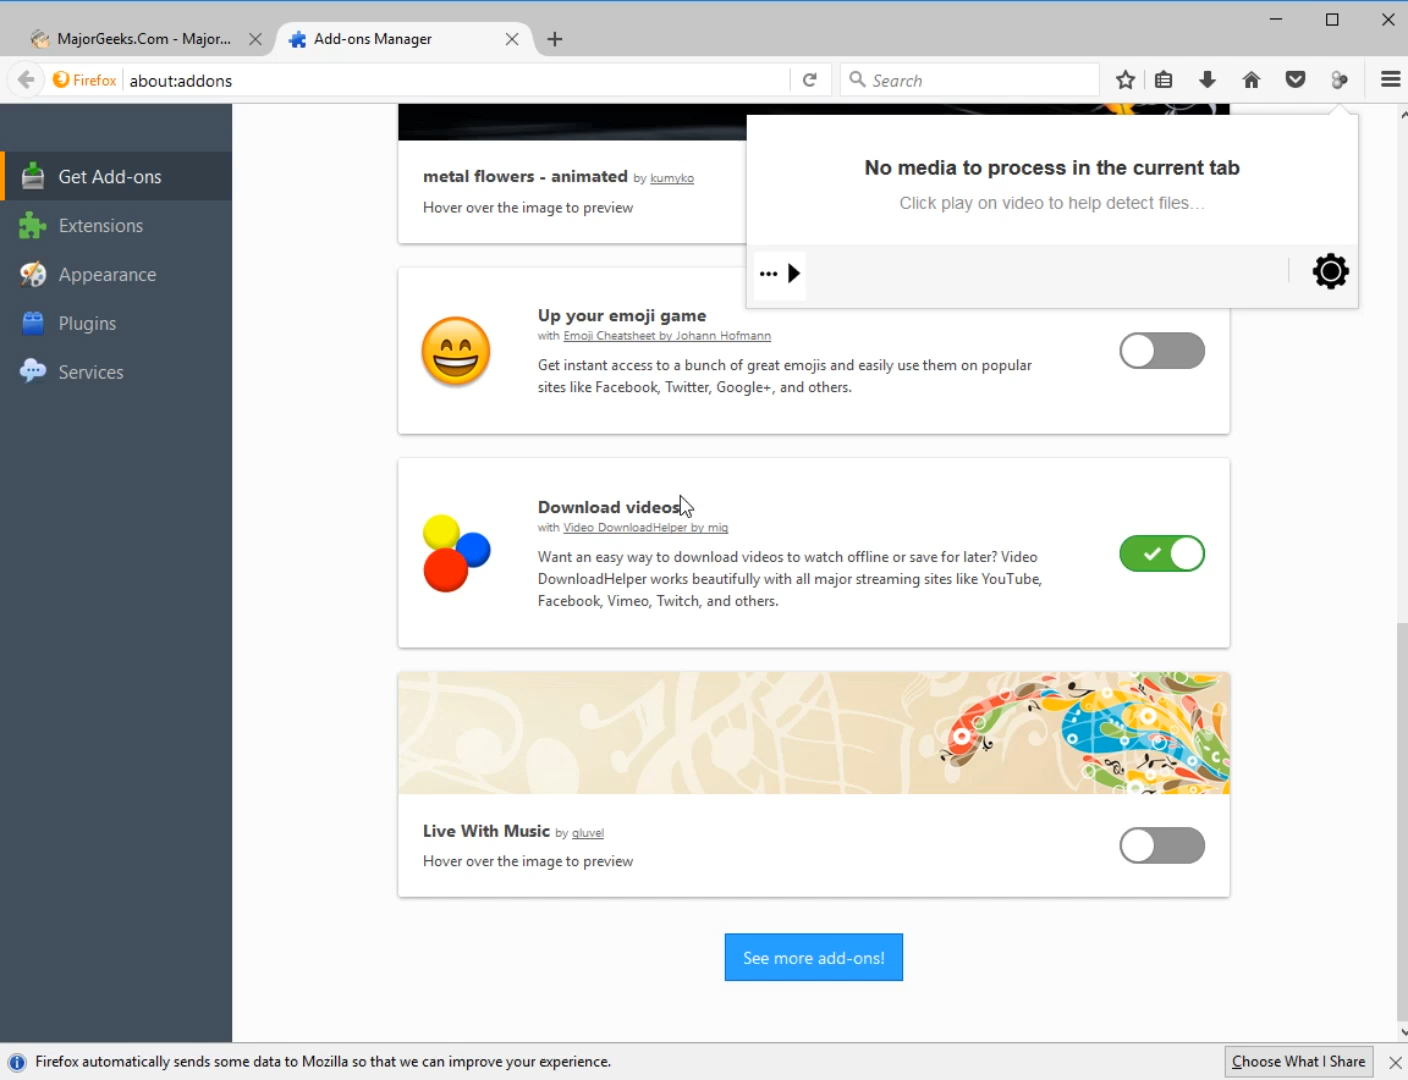 MajorGeeks.Com - Major...
Add-ons Manager
Firefox
about:addons
Search
No media to process in the current tab
Click play on video to help detect files...
Get Add-ons
Extensions
Appearance
Plugins
Services
metal flowers - animated by kumyko
Hover over the image to preview
Up your emoji game
with Emoji Cheatsheet by Johann Hofmann
Get instant access to a bunch of great emojis and easily use them on popular
sites like Facebook, Twitter, Google+, and others.
Download videos
with Video DownloadHelper by mig
Want an easy way to download videos to watch offline or save for later? Video
DownloadHelper works beautifully with all major streaming sites like YouTube,
Facebook, Vimeo, Twitch, and others.
Live With Music by gluvel
Hover over the image to preview
See more add-ons!
Firefox automatically sends some data to Mozilla so that we can improve your experience.
Choose What I Share